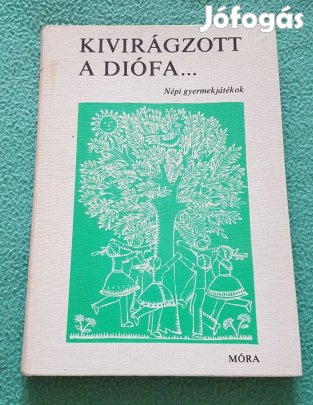 Jófogás
KIVIRÁGZOTT
A DIÓFA...
Népi gyermekjátékok
MÓRA